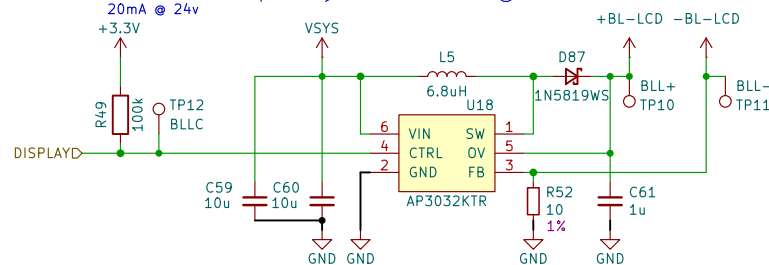 20mA @ 24v
+3.3V
VSYS
+BL-LCD
-BL-LCD
L5
6.8uH
D87
1N5819WS
BLL+
TP10
BLL-
TP11
R49
100k
TP12
BLLC
U18
DISPLAY
6 VIN SW 1
4 CTRL OV 5
2 GND FB 3
AP3032KTR
C59
10u
C60
10u
R52
10
1%
C61
1u
GND
GND
GND
GND